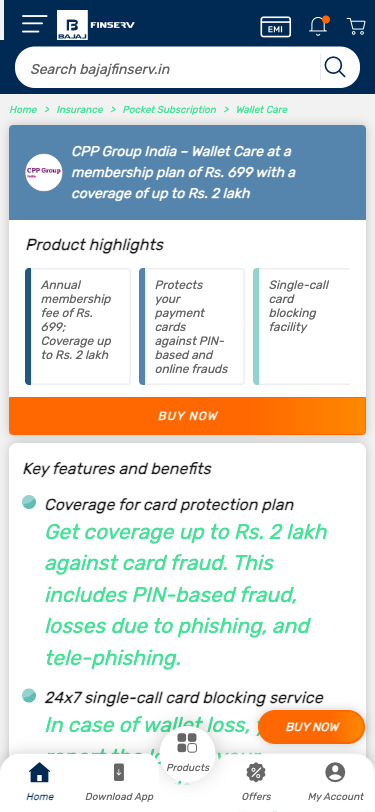 BAJAJ FINSERV
EMI
Search bajajfinserv.in
Home > Insurance > Pocket Subscription > Wallet Care
CPP Group
India
CPP Group India – Wallet Care at a
membership plan of Rs. 699 with a
coverage of up to Rs. 2 lakh
Product highlights
Annual
membership
fee of Rs.
699;
Coverage up
to Rs. 2 lakh
Protects
your
payment
cards
against PIN-
based and
online frauds
Single-call
card
blocking
facility
BUY NOW
Key features and benefits
Coverage for card protection plan
Get coverage up to Rs. 2 lakh
against card fraud. This
includes PIN-based fraud,
losses due to phishing, and
tele-phishing.
24x7 single-call card blocking service
In case of wallet loss,
BUY NOW
Home
Download App
Products
Offers
My Account